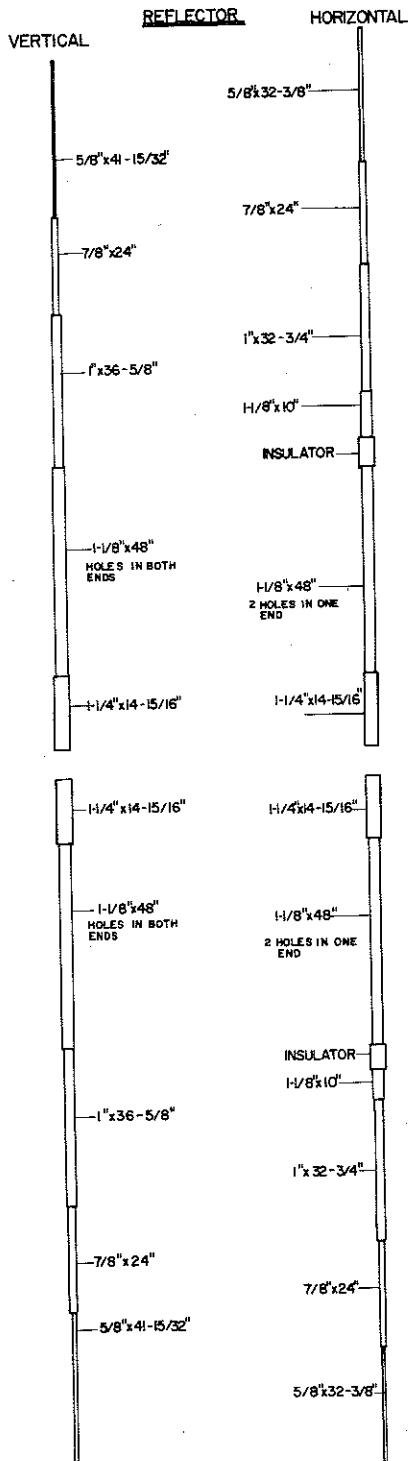 REFLECTOR
VERTICAL
5/8"x41-15/32"
7/8"x24"
1"x36-5/8"
1-1/8"x48"
HOLES IN BOTH
ENDS
1-1/4"x14-15/16"
1-1/4"x14-15/16"
1-1/8"x48"
HOLES IN BOTH
ENDS
1"x36-5/8"
7/8"x24"
5/8"x41-15/32"
HORIZONTAL
5/8"x32-3/8"
7/8"x24"
1"x32-3/4"
1-1/8"x10"
INSULATOR
1-1/8"x48"
2 HOLES IN ONE
END
1-1/4"x14-15/16"
1-1/4"x14-15/16"
1-1/8"x48"
2 HOLES IN ONE
END
INSULATOR
1-1/8"x10"
1"x32-3/4"
7/8"x24"
5/8"x32-3/8"